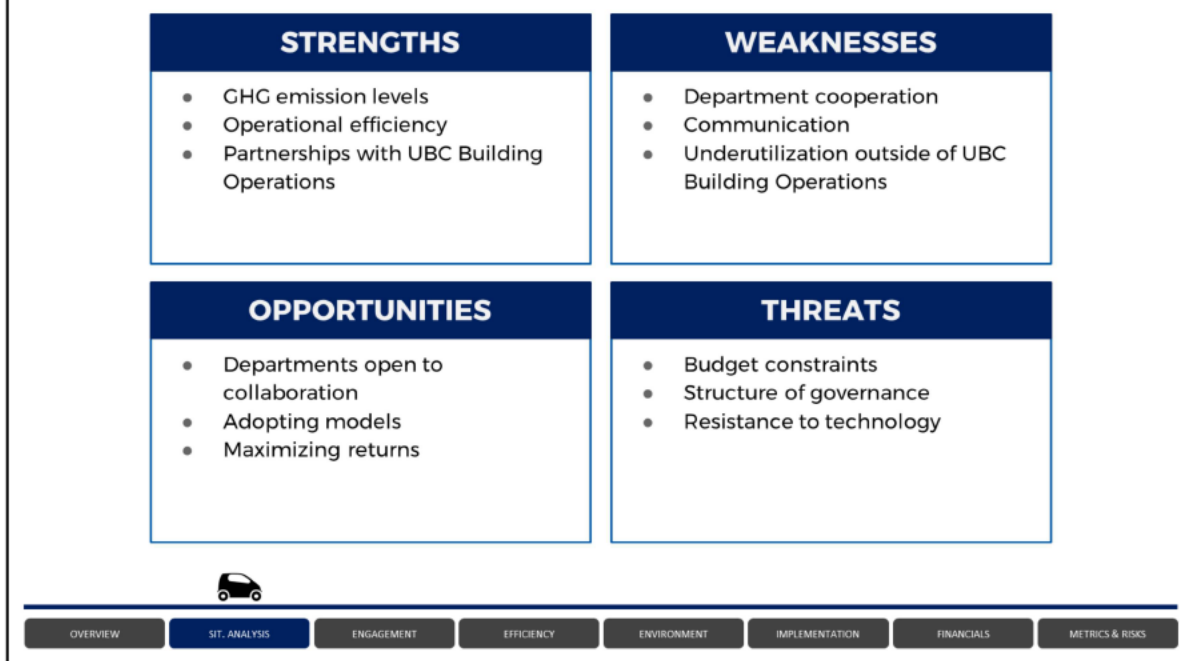 STRENGTHS
● GHG emission levels
● Operational efficiency
● Partnerships with UBC Building
Operations
WEAKNESSES
● Department cooperation
● Communication
● Underutilization outside of UBC
Building Operations
OPPORTUNITIES
● Departments open to
collaboration
● Adopting models
● Maximizing returns
THREATS
● Budget constraints
● Structure of governance
● Resistance to technology
OVERVIEW
SIT. ANALYSIS
ENGAGEMENT
EFFICIENCY
ENVIRONMENT
IMPLEMENTATION
FINANCIALS
METRICS & RISKS